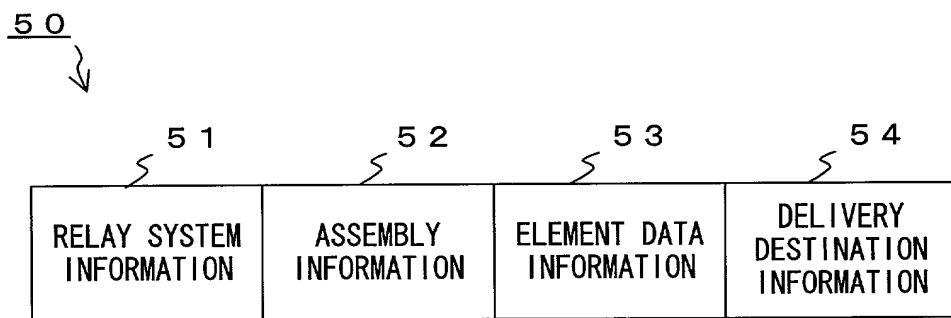 50
51 52 53 54
RELAY SYSTEM INFORMATION
ASSEMBLY INFORMATION
ELEMENT DATA INFORMATION
DELIVERY DESTINATION INFORMATION